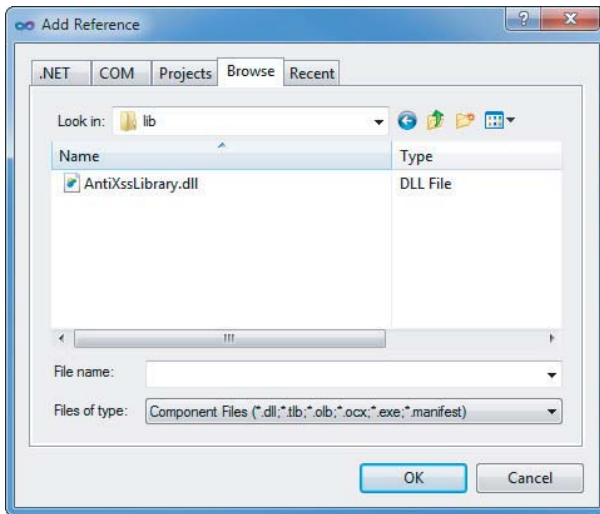 Add Reference
.NET COM Projects Browse Recent
Look in: lib
Name Type
AntiXssLibrary.dll DLL File
File name:
Files of type: Component Files (*.dll;*.tlb;*.olb;*.ocx;*.exe;*.manifest)
OK Cancel